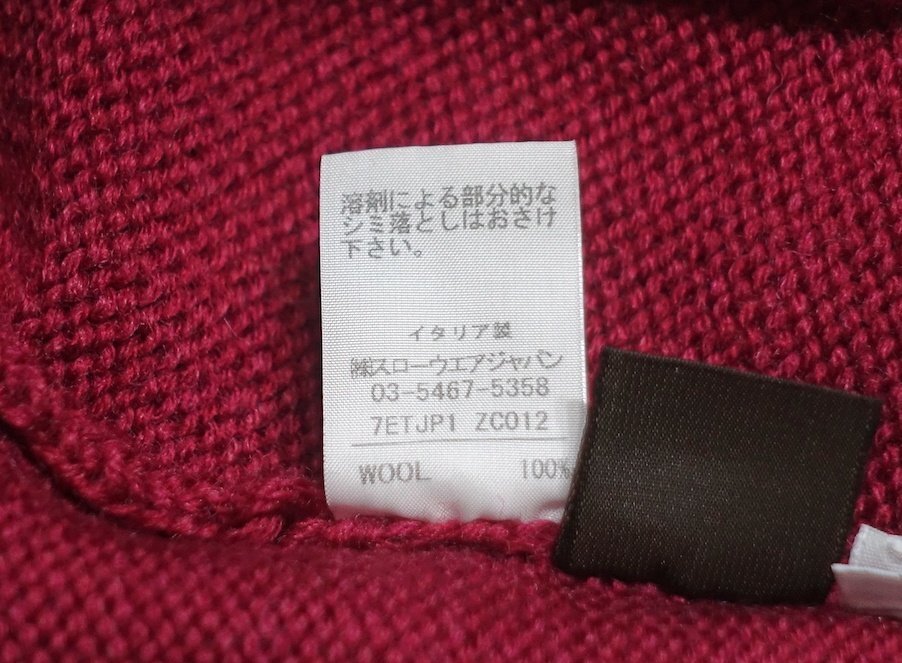 溶剤による部分的な
シミ落としはおさけ
下さい。
イタリア製
㈱スローウエアジャパン
03-5467-5358
7ETJP1 ZC012
WOOL 100%